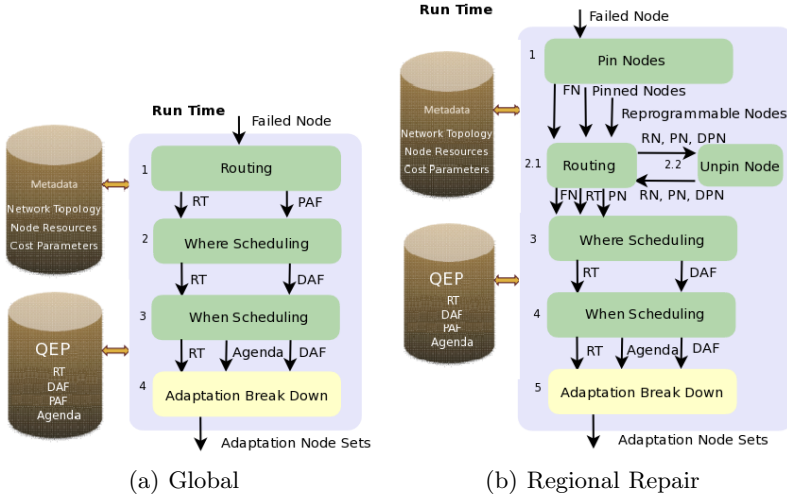 Run Time
Failed Node
Metadata
Network Topology
Node Resources
Cost Parameters
1
Routing
RT
PAF
2
Where Scheduling
RT
DAF
3
When Scheduling
RT
Agenda
DAF
QEP
RT
DAF
PAF
Agenda
4
Adaptation Break Down
Adaptation Node Sets
(a) Global
Run Time
Failed Node
Metadata
Network Topology
Node Resources
Cost Parameters
1
Pin Nodes
FN
Pinned Nodes
Reprogrammable Nodes
RN, PN, DPN
2.1
Routing
2.2
Unpin Node
RN, PN, DPN
FN
RT
PN
3
Where Scheduling
RT
DAF
QEP
RT
DAF
PAF
Agenda
4
When Scheduling
RT
Agenda
DAF
5
Adaptation Break Down
Adaptation Node Sets
(b) Regional Repair